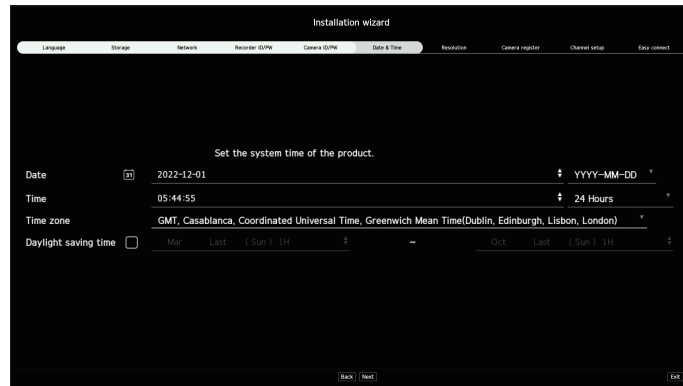 Installation wizard
Language Storage Network Recorder ID/PW Camera ID/PW Date & Time Resolution Camera register Channel setup Easy connect
Set the system time of the product.
Date 31 2022-12-01 YYYY-MM-DD
Time 05:44:55 24 Hours
Time zone GMT, Casablanca, Coordinated Universal Time, Greenwich Mean Time(Dublin, Edinburgh, Lisbon, London)
Daylight saving time Mar Last ( Sun ) 1H ~ Oct Last ( Sun ) 1H
Back Next Exit